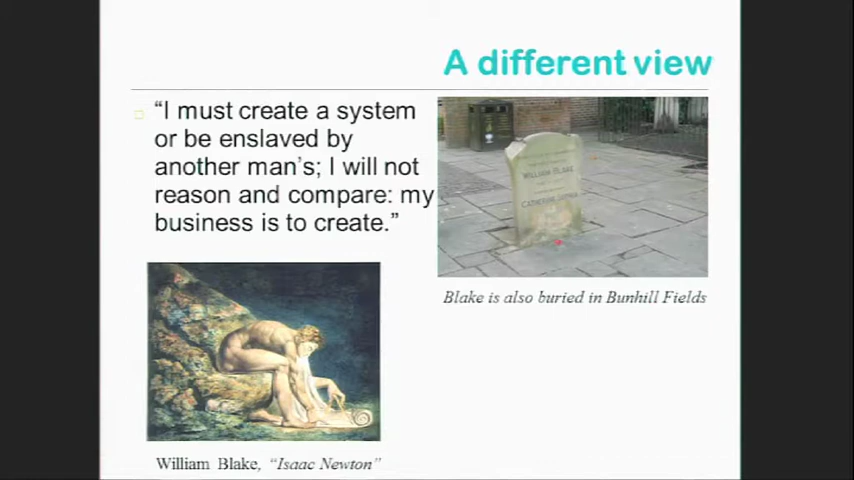 A different view
“I must create a system
or be enslaved by
another man’s; I will not
reason and compare: my
business is to create.”
WILLIAM BLAKE
Blake is also buried in Bunhill Fields
William Blake, “Isaac Newton”